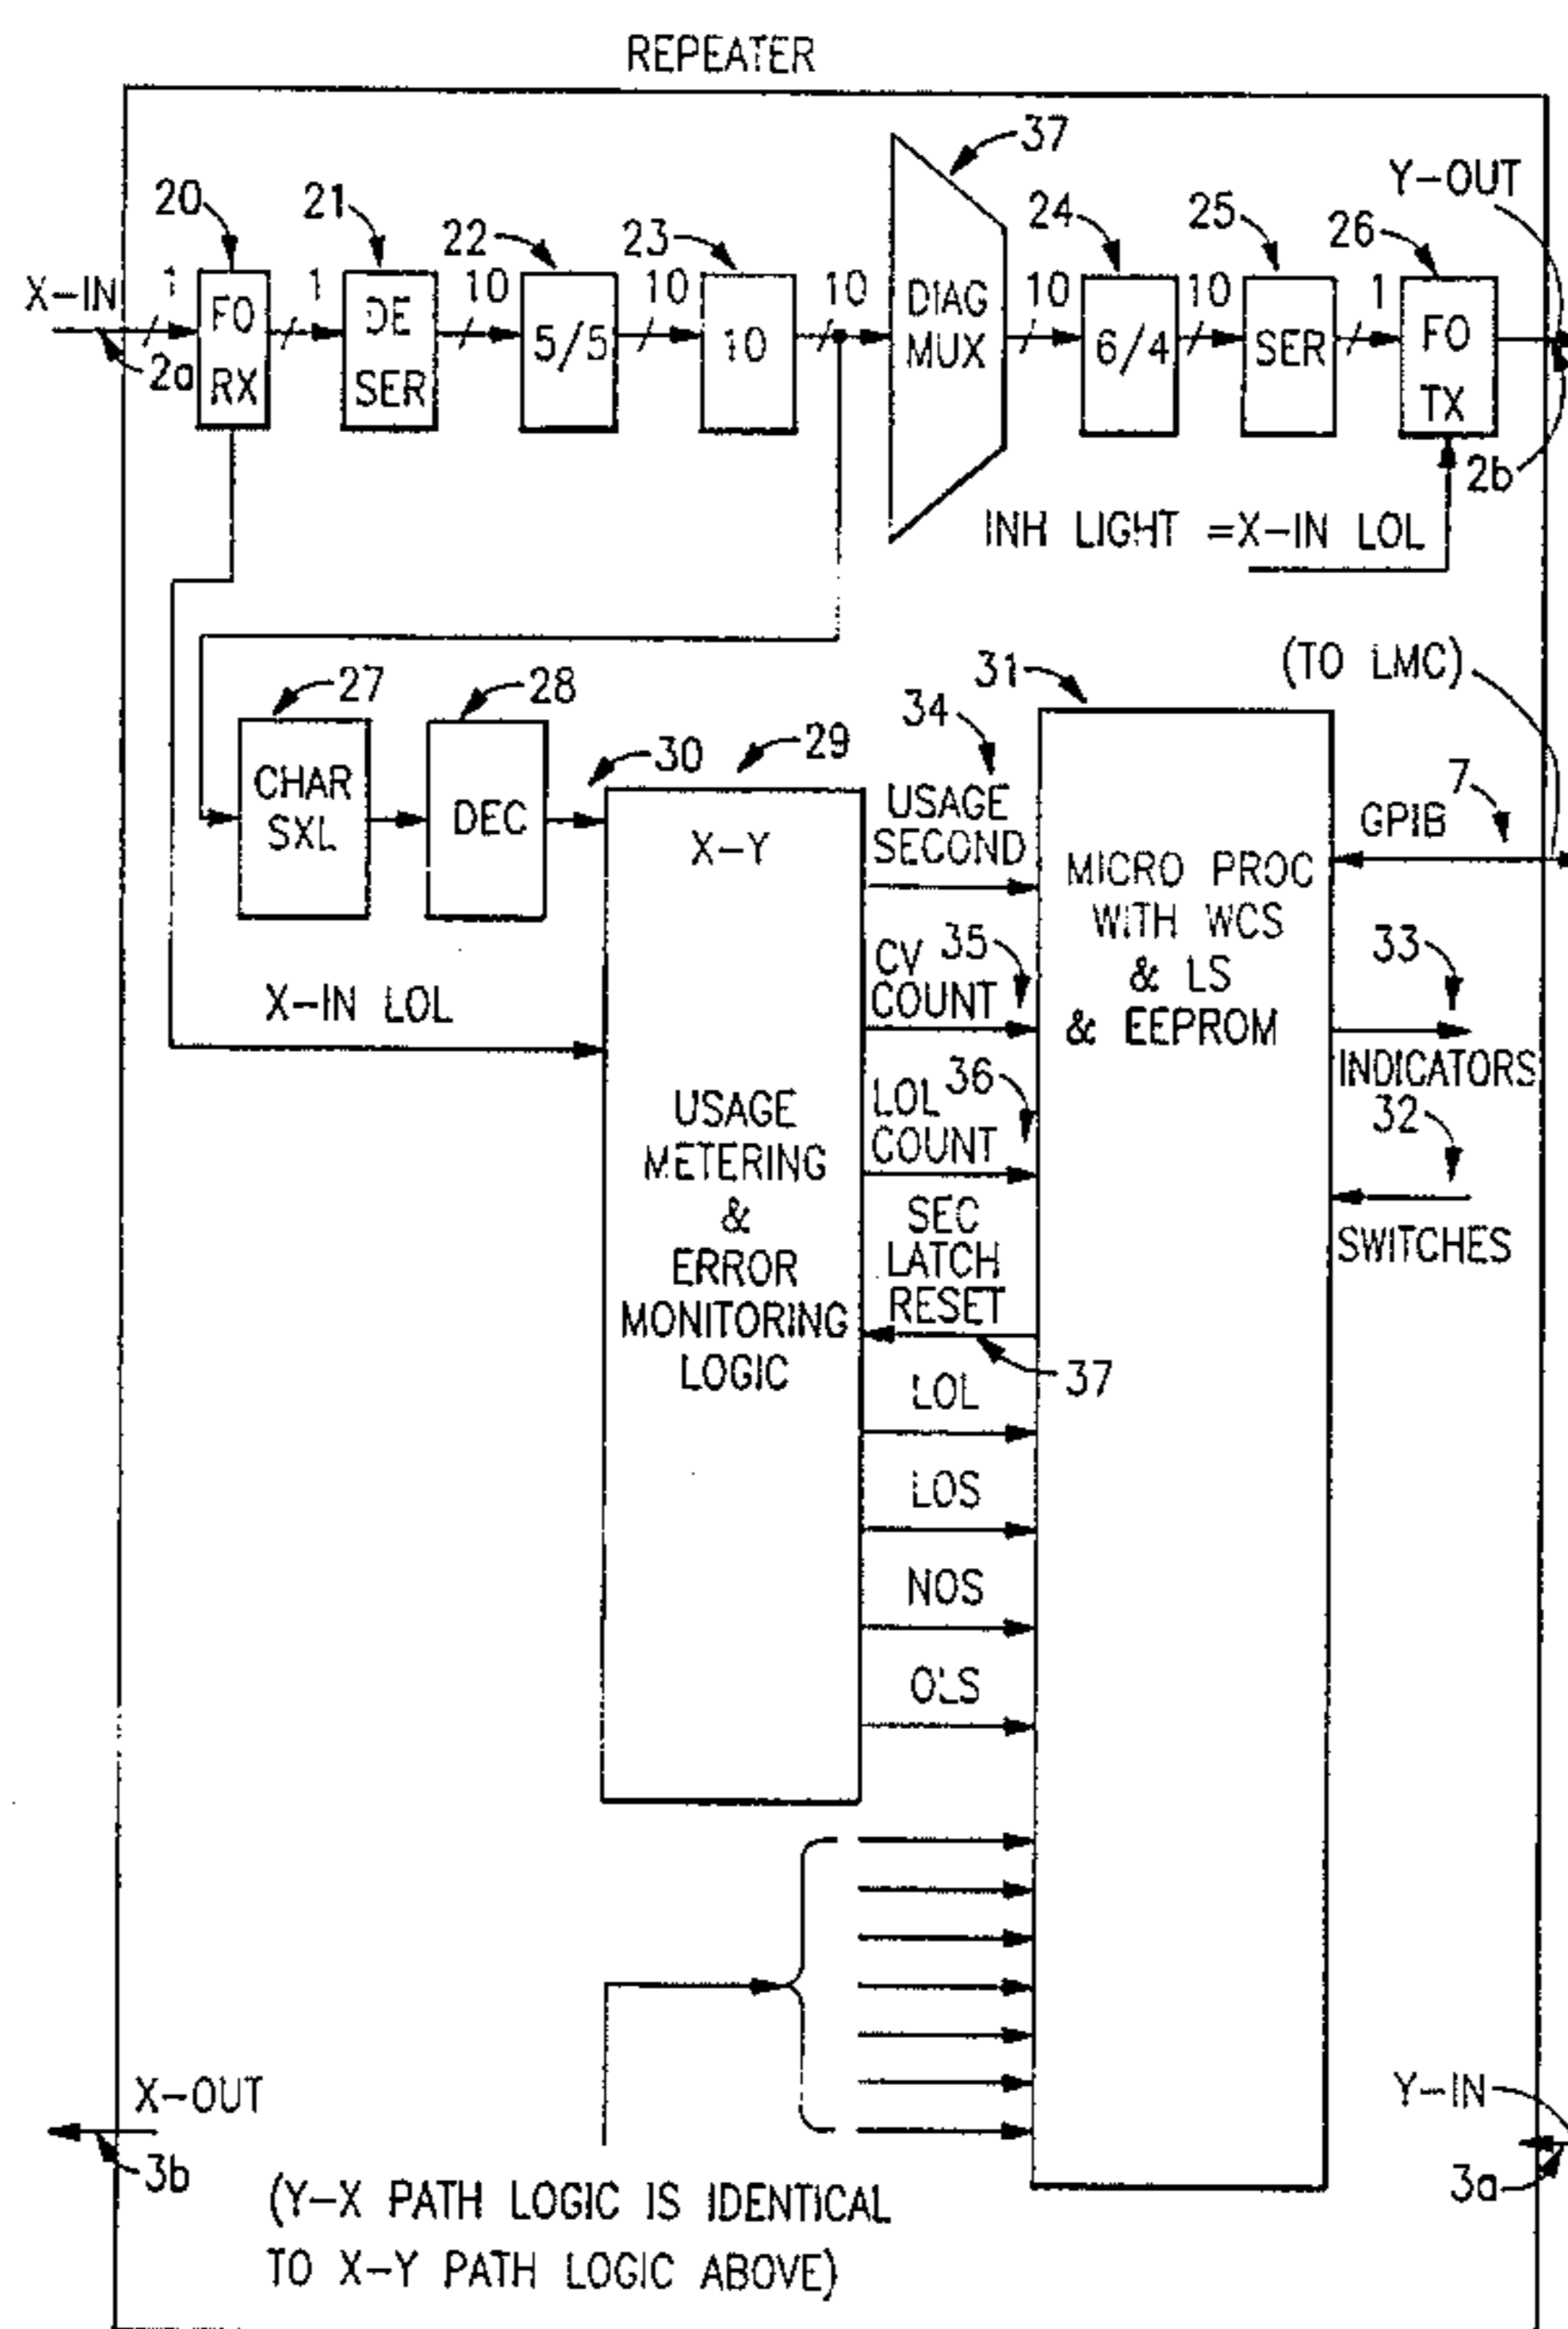 REPEATER
37
20
21
22
23
24
25
26
Y-OUT
X-IN
1
1
10
10
10
10
10
1
2a
FO
RX
DE
SER
5/5
10
DIAG
MUX
6/4
SER
FO
TX
2b
INH LIGHT =X-IN LOL
(TO LMC)
27
28
30
29
34
31
7
CHAR
SXL
DEC
X-Y
USAGE
SECOND
MICRO PROC
WITH WCS
& LS
& EEPROM
GPIB
33
INDICATORS
32
SWITCHES
X-IN LOL
CV
COUNT
35
LOL
COUNT
36
USAGE
METERING
&
ERROR
MONITORING
LOGIC
SEC
LATCH
RESET
37
LOL
LOS
NOS
OLS
X-OUT
3b
Y-IN
3a
(Y-X PATH LOGIC IS IDENTICAL
TO X-Y PATH LOGIC ABOVE)